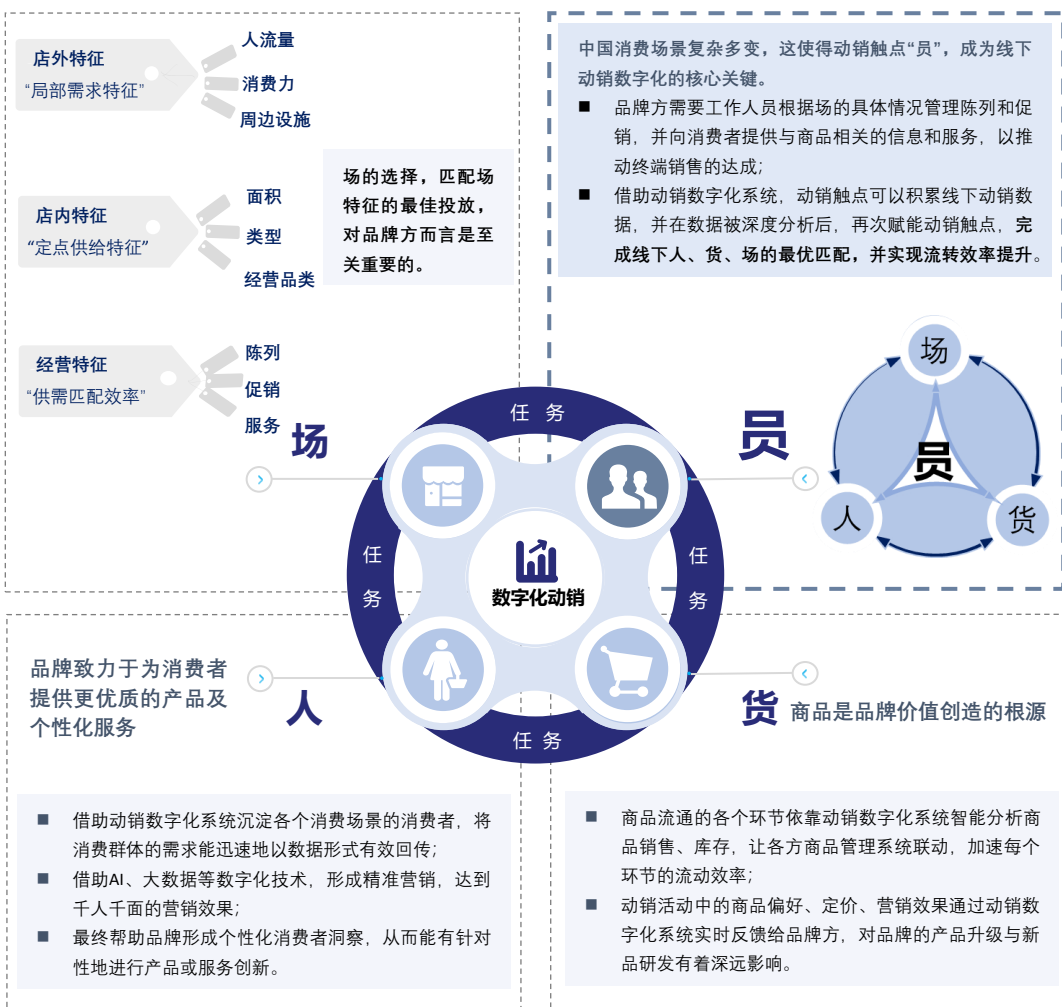 店外特征
“局部需求特征”
人流量
消费力
周边设施
店内特征
“定点供给特征”
面积
类型
经营品类
场的选择，匹配场
特征的最佳投放，
对品牌方而言是至
关重要的。
经营特征
“供需匹配效率”
陈列
促销
服务
场
中国消费场景复杂多变，这使得动销触点“员”，成为线下
动销数字化的核心关键。
■ 品牌方需要工作人员根据场的具体情况管理陈列和促
销，并向消费者提供与商品相关的信息和服务，以推
动终端销售的达成；
■ 借助动销数字化系统，动销触点可以积累线下动销数
据，并在数据被深度分析后，再次赋能动销触点，完
成线下人、货、场的最优匹配，并实现流转效率提升。
员
场
员
人
货
任务
任务
任务
任务
数字化动销
品牌致力于为消费者
提供更优质的产品及
个性化服务
人
■ 借助动销数字化系统沉淀各个消费场景的消费者，将
消费群体的需求能迅速地以数据形式有效回传；
■ 借助AI、大数据等数字化技术，形成精准营销，达到
千人千面的营销效果；
■ 最终帮助品牌形成个性化消费者洞察，从而能有针对
性地进行产品或服务创新。
货
商品是品牌价值创造的根源
■ 商品流通的各个环节依靠动销数字化系统智能分析商
品销售、库存，让各方商品管理系统联动，加速每个
环节的流动效率；
■ 动销活动中的商品偏好、定价、营销效果通过动销数
字化系统实时反馈给品牌方，对品牌的产品升级与新
品研发有着深远影响。